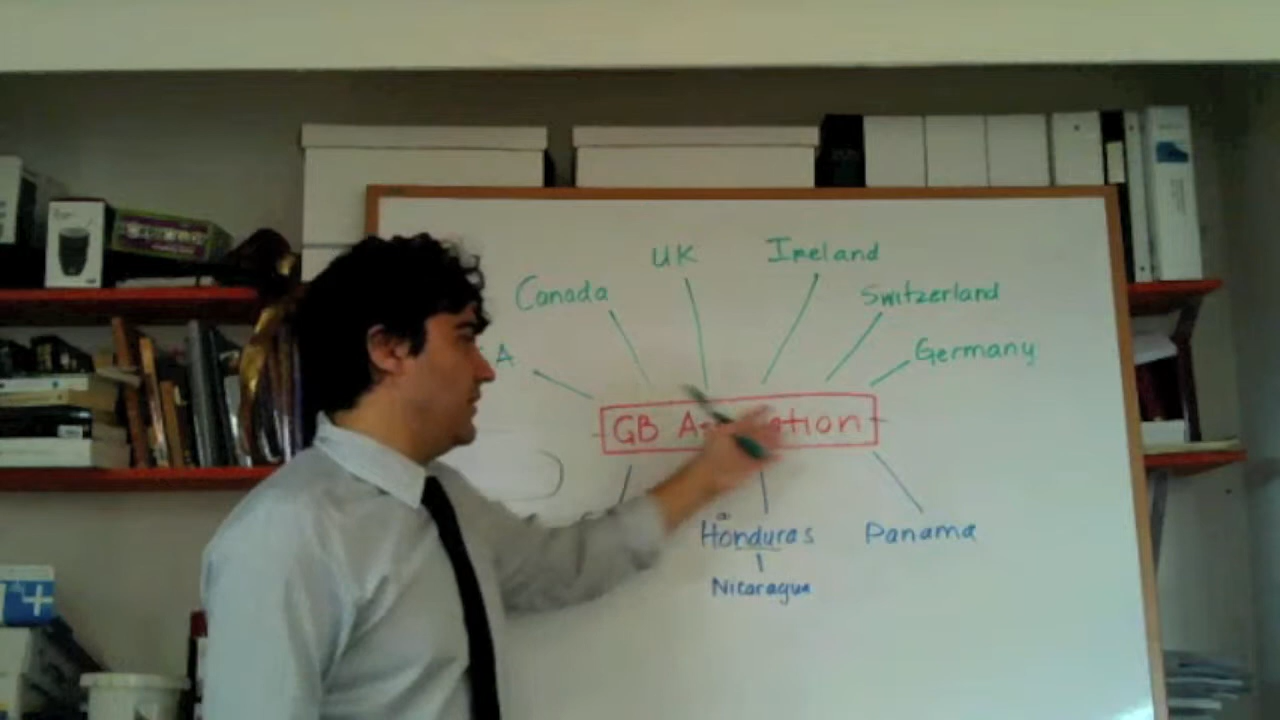 UK
Ireland
Canada
Switzerland
A
Germany
GB A
tion
Honduras
Panama
Nicaragua